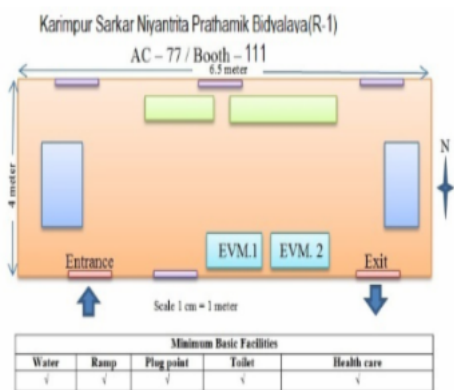 Karimpur Sarkar Niyantrita Prathamik Bidvalaya(R-1)
AC – 77 / Booth – 111
6.5 meter
4 meter
N
EVM.1 EVM. 2
Entrance Exit
Scale 1 cm = 1 meter
Minimum Basic Facilities
Water Ramp Plug point Toilet Health care
√ √ √ √ √